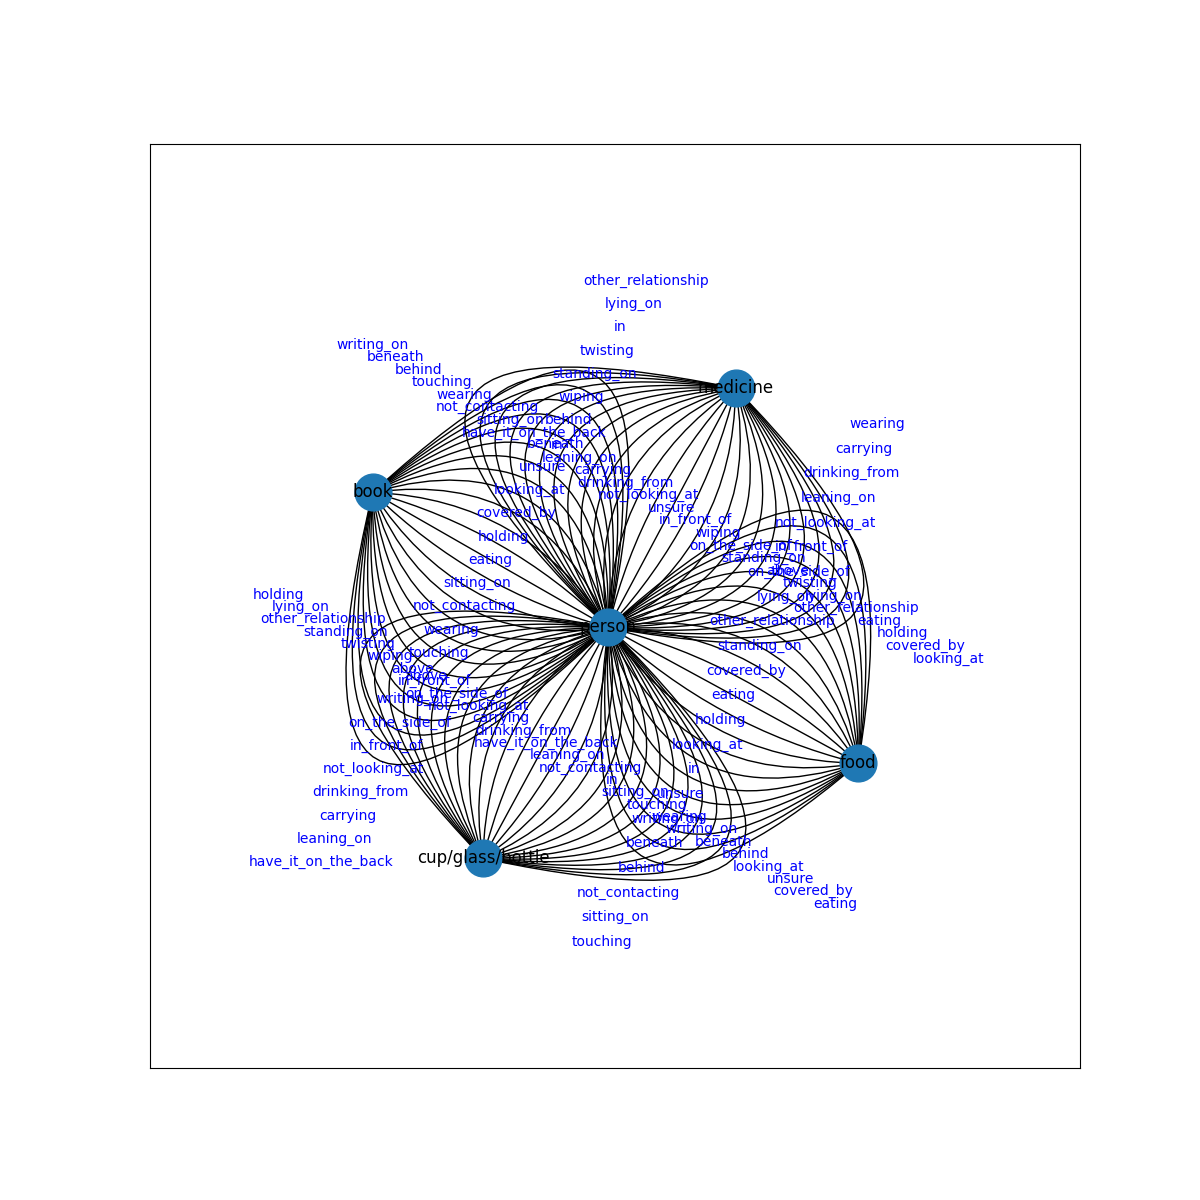 other_relationship
lying_on
in
twisting
writing_on
beneath
behind
standing_on
touching
medicine
wearing
wiping
not_contacting
sitting_on
behind
wearing
have_it_on_the_back
beneath
carrying
leaning_on
unsure
carrying
drinking_from
drinking_from
looking_at
book
not_looking_at
leaning_on
unsure
covered_by
in_front_of
not_looking_at
wiping
holding
on_the_side_of
in_front_of
standing_on
eating
above
on_the_side_of
sitting_on
twisting
holding
lying_on
lying_on
not_contacting
lying_on
other_relationship
other_relationship
other_relationship
eating
wearing
standing_on
holding
twisting
standing_on
covered_by
touching
wiping
looking_at
above
covered_by
above
in_front_of
on_the_side_of
eating
writing_on
not_looking_at
carrying
holding
on_the_side_of
drinking_from
in_front_of
have_it_on_the_back
looking_at
leaning_on
food
not_looking_at
not_contacting
in
in
drinking_from
sitting_on
unsure
touching
carrying
writing_on
wearing
writing_on
leaning_on
beneath
beneath
cup/glass/bottle
behind
have_it_on_the_back
behind
looking_at
unsure
not_contacting
covered_by
eating
sitting_on
touching